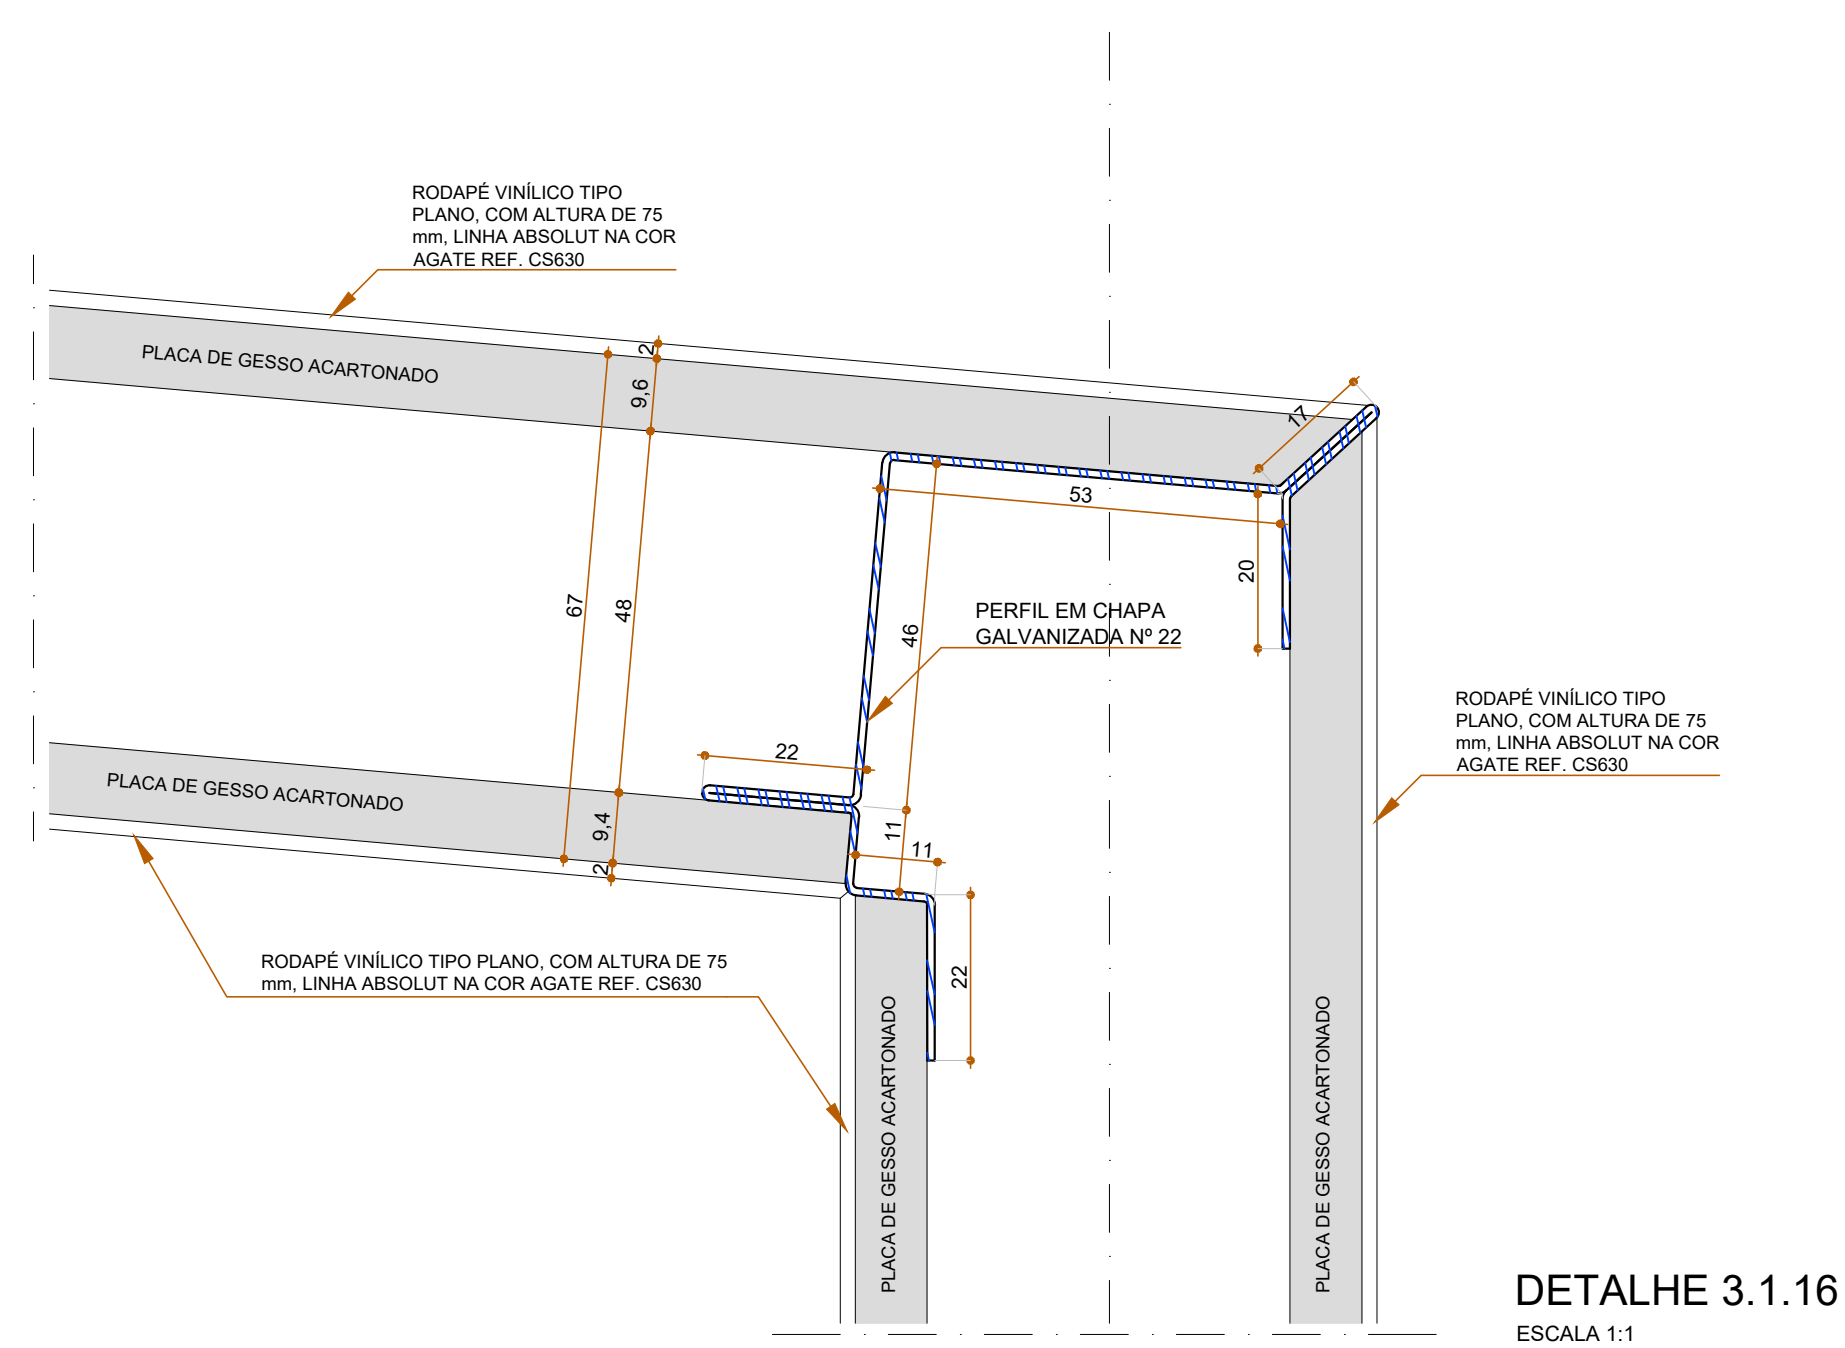 RODAPÉ VINÍLICO TIPO
PLANO, COM ALTURA DE 75
mm, LINHA ABSOLUT NA COR
AGATE REF. CS630
PLACA DE GESSO ACARTONADO
2
9,6
17
53
67
48
46
20
PERFIL EM CHAPA
GALVANIZADA Nº 22
RODAPÉ VINÍLICO TIPO
PLANO, COM ALTURA DE 75
mm, LINHA ABSOLUT NA COR
AGATE REF. CS630
22
PLACA DE GESSO ACARTONADO
9,4
2
11
11
22
RODAPÉ VINÍLICO TIPO PLANO, COM ALTURA DE 75
mm, LINHA ABSOLUT NA COR AGATE REF. CS630
PLACA DE GESSO ACARTONADO
PLACA DE GESSO ACARTONADO
DETALHE 3.1.16
ESCALA 1:1